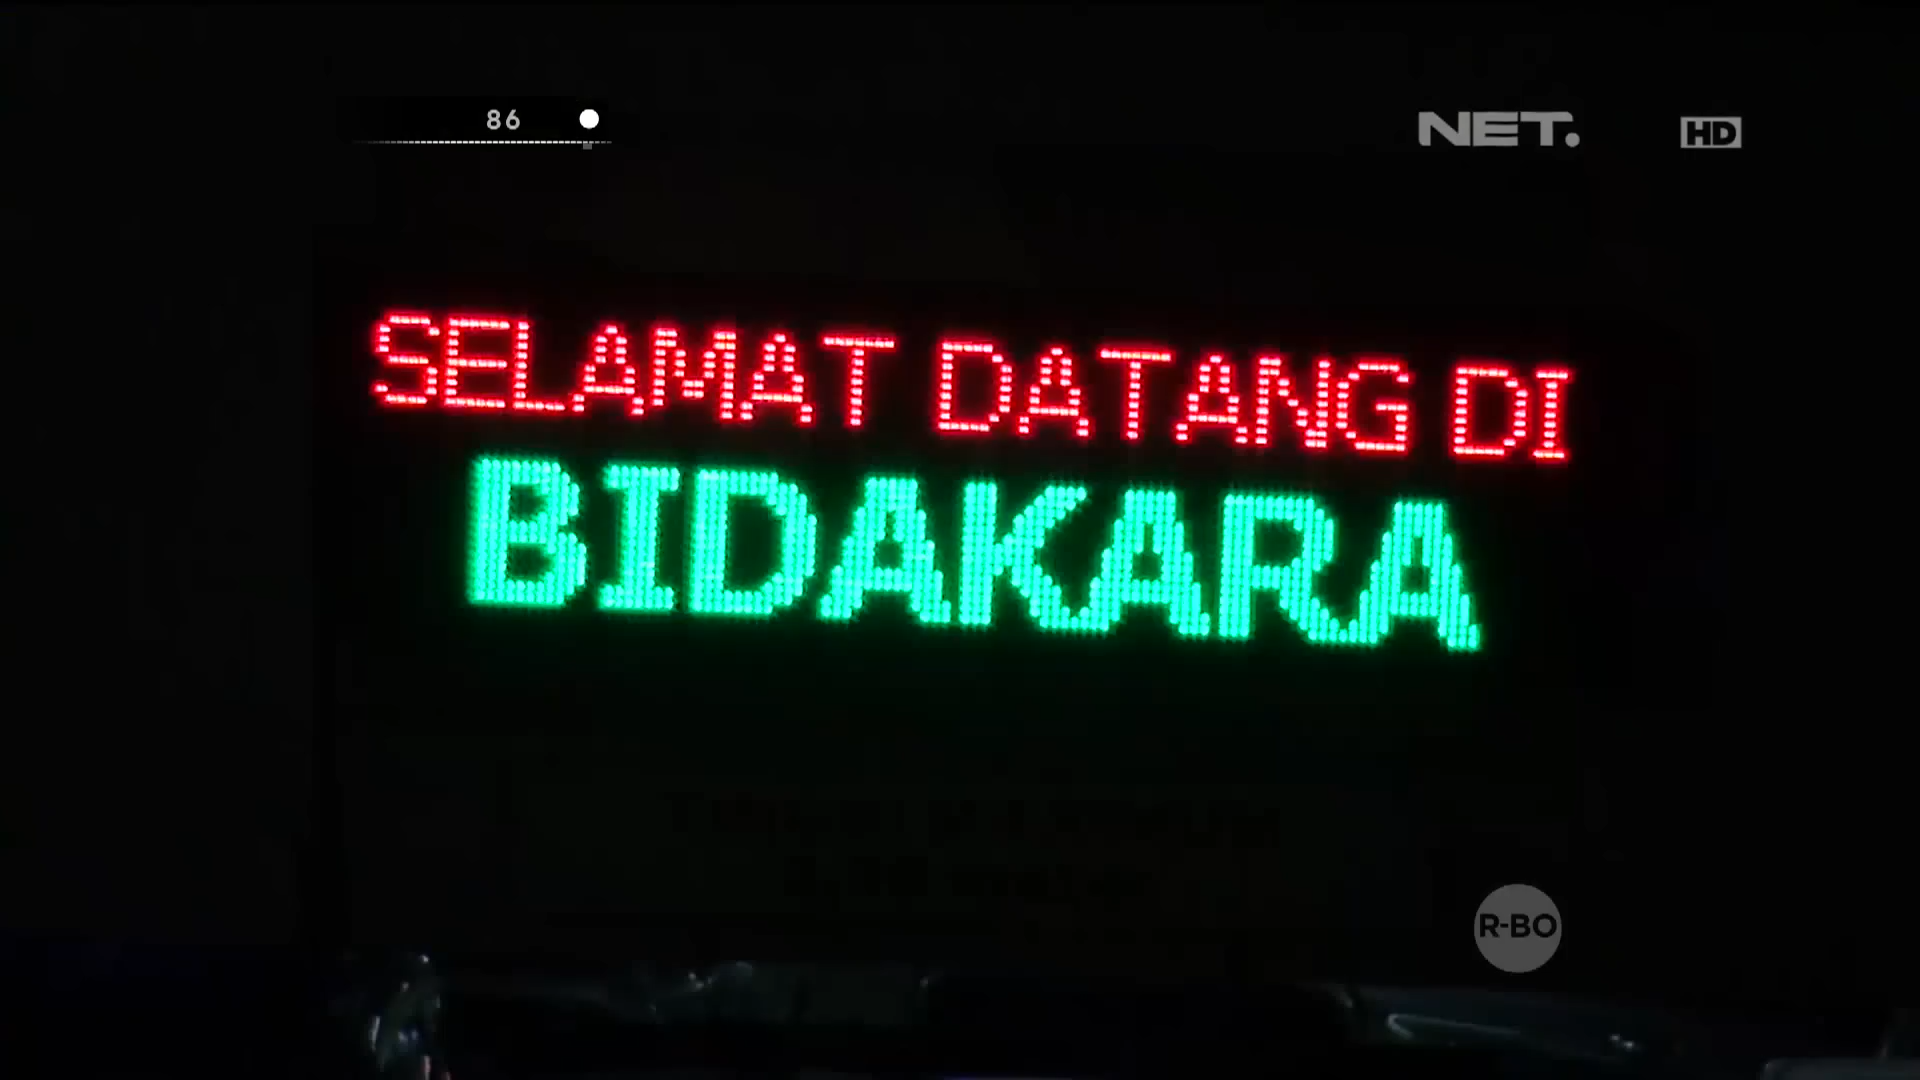 86
NET.
HD
SELAMAT DATANG DI
BIDAKARA
R-BO